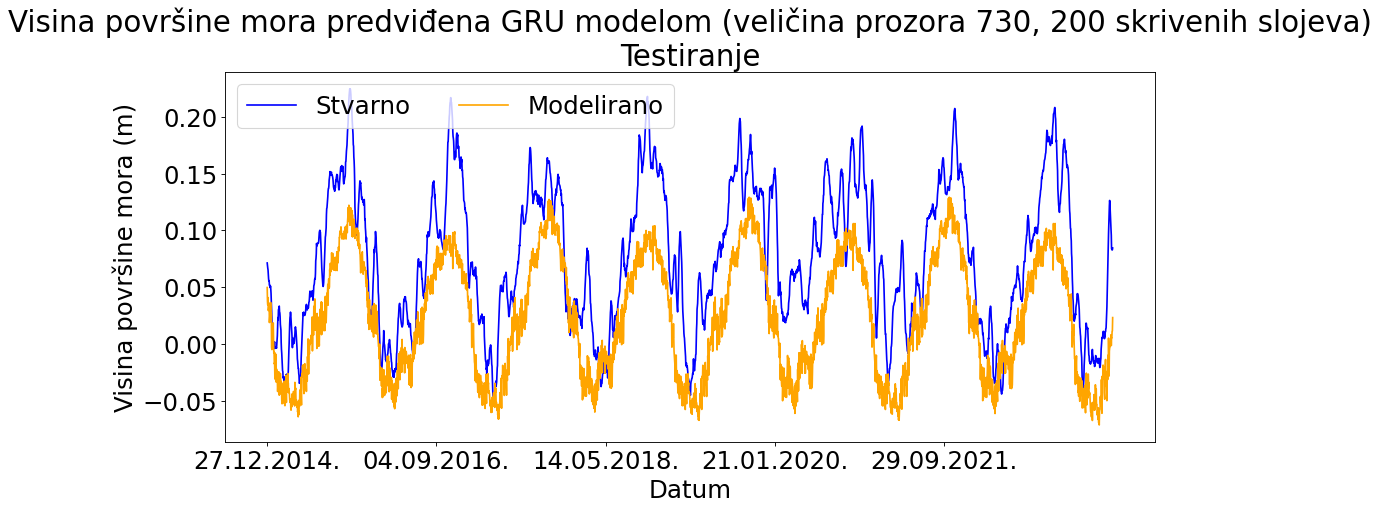 Visina površine mora predviđena GRU modelom (veličina prozora 730, 200 skrivenih slojeva)
Testiranje
Stvarno Modelirano
Visina površine mora (m)
0.20
0.15
0.10
0.05
0.00
−0.05
27.12.2014. 04.09.2016. 14.05.2018. 21.01.2020. 29.09.2021.
Datum